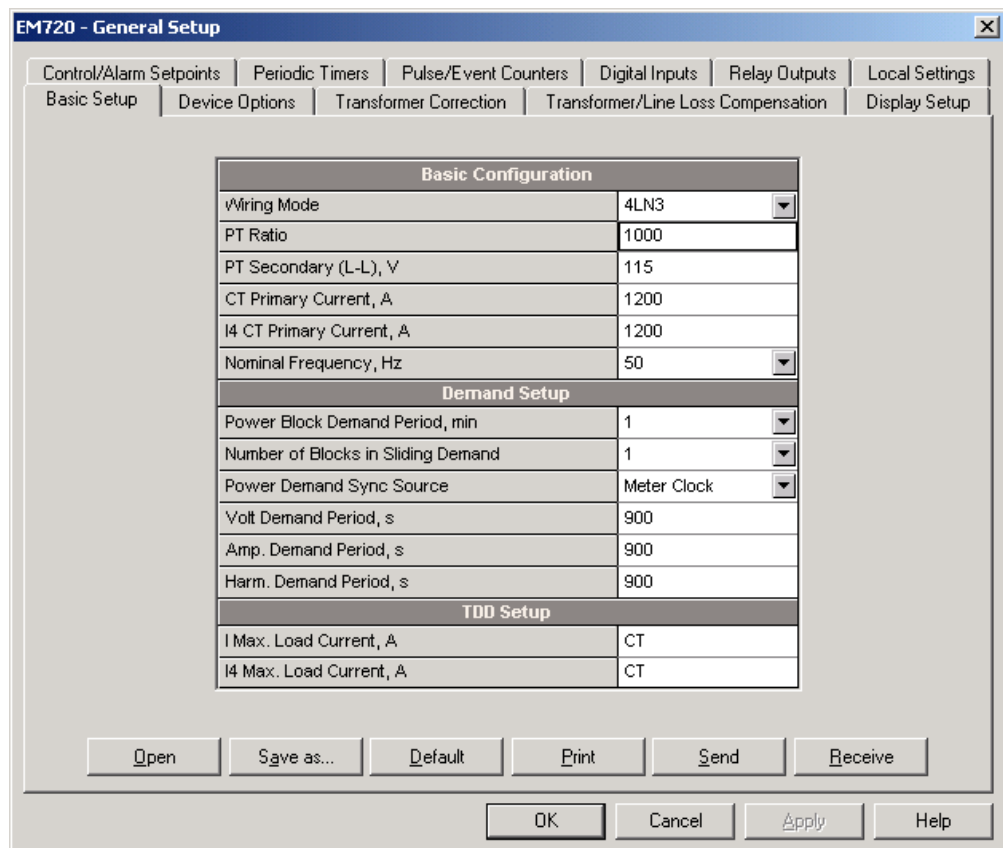 EM720 - General Setup
Control/Alarm Setpoints Periodic Timers Pulse/Event Counters Digital Inputs Relay Outputs Local Settings
Basic Setup Device Options Transformer Correction Transformer/Line Loss Compensation Display Setup
Basic Configuration
Wiring Mode 4LN3
PT Ratio 1000
PT Secondary (L-L), V 115
CT Primary Current, A 1200
I4 CT Primary Current, A 1200
Nominal Frequency, Hz 50
Demand Setup
Power Block Demand Period, min 1
Number of Blocks in Sliding Demand 1
Power Demand Sync Source Meter Clock
Volt Demand Period, s 900
Amp. Demand Period, s 900
Harm. Demand Period, s 900
TDD Setup
I Max. Load Current, A CT
I4 Max. Load Current, A CT
Open Save as... Default Print Send Receive
OK Cancel Apply Help